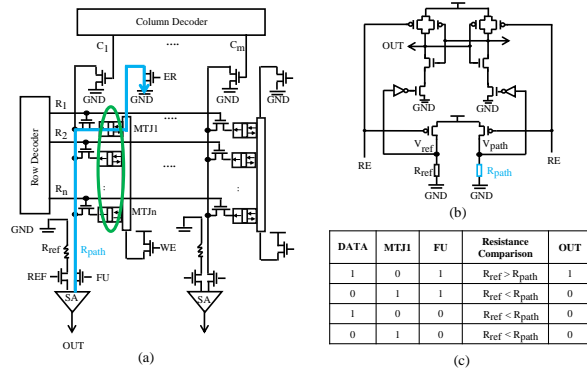 Column Decoder
C1
....
Cm
ER
GND
GND
GND
GND
Row Decoder
R1
MTJ1
....
R2
....
:
:
Rn
MTJn
GND
Rref
Rpath
WE
REF
FU
SA
SA
OUT
(a)
OUT
GND
GND
RE
Vref
Vpath
RE
Rref
Rpath
GND
GND
(b)
DATA MTJ1 FU Resistance Comparison OUT
1 0 1 Rref > Rpath 1
0 1 1 Rref < Rpath 0
1 0 0 Rref < Rpath 0
0 1 0 Rref < Rpath 0
(c)